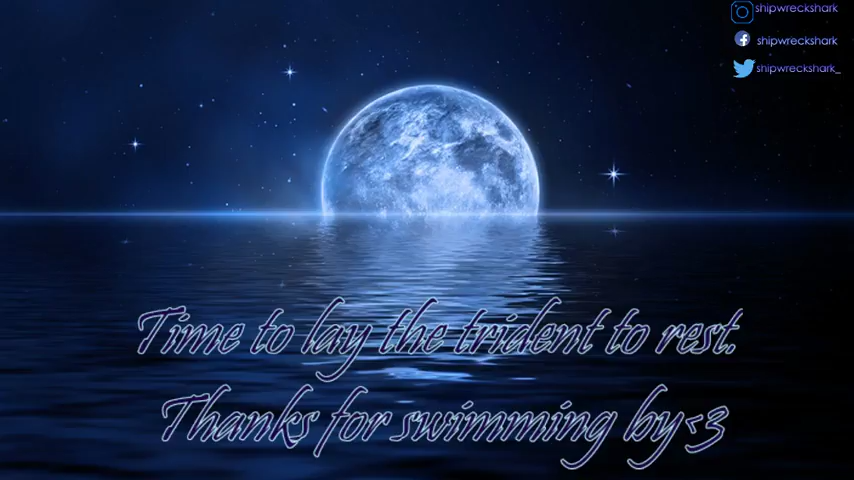 shipwreckshark
shipwreckshark
shipwreckshark_
Time to lay the trident to rest.
Thanks for swimming by<3